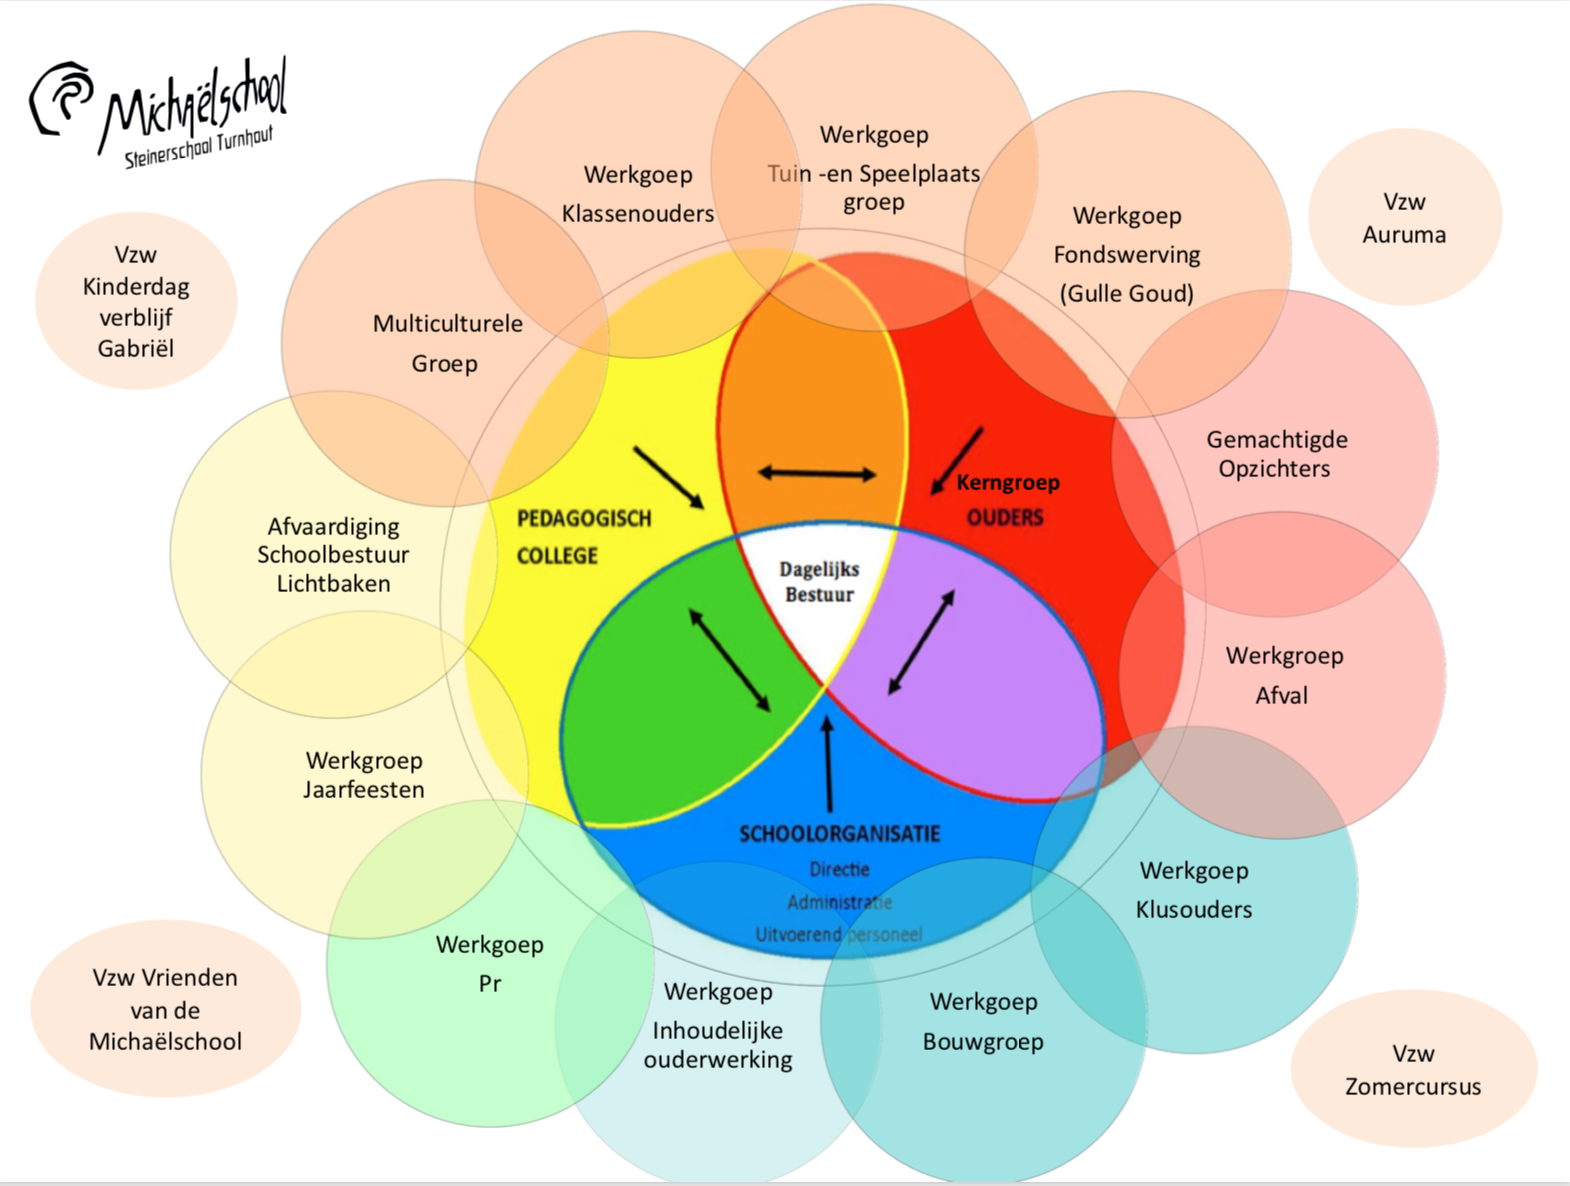 Michaëlschool
Steinerschool Turnhout
Werkgoep
Klassenouders
Werkgoep
Tuin -en Speelplaats
groep
Werkgoep
Fondswerving
(Gulle Goud)
Vzw
Auruma
Vzw
Kinderdag
verblijf
Gabriël
Multiculturele
Groep
Gemachtigde
Opzichters
Afvaardiging
Schoolbestuur
Lichtbaken
PEDAGOGISCH
COLLEGE
Kerngroep
OUDERS
Dagelijks
Bestuur
Werkgroep
Afval
Werkgroep
Jaarfeesten
SCHOOLORGANISATIE
Directie
Administratie
Uitvoerend personeel
Werkgoep
Klusouders
Werkgoep
Pr
Werkgoep
Inhoudelijke
ouderwerking
Werkgoep
Bouwgroep
Vzw Vrienden
van de
Michaëlschool
Vzw
Zomercursus